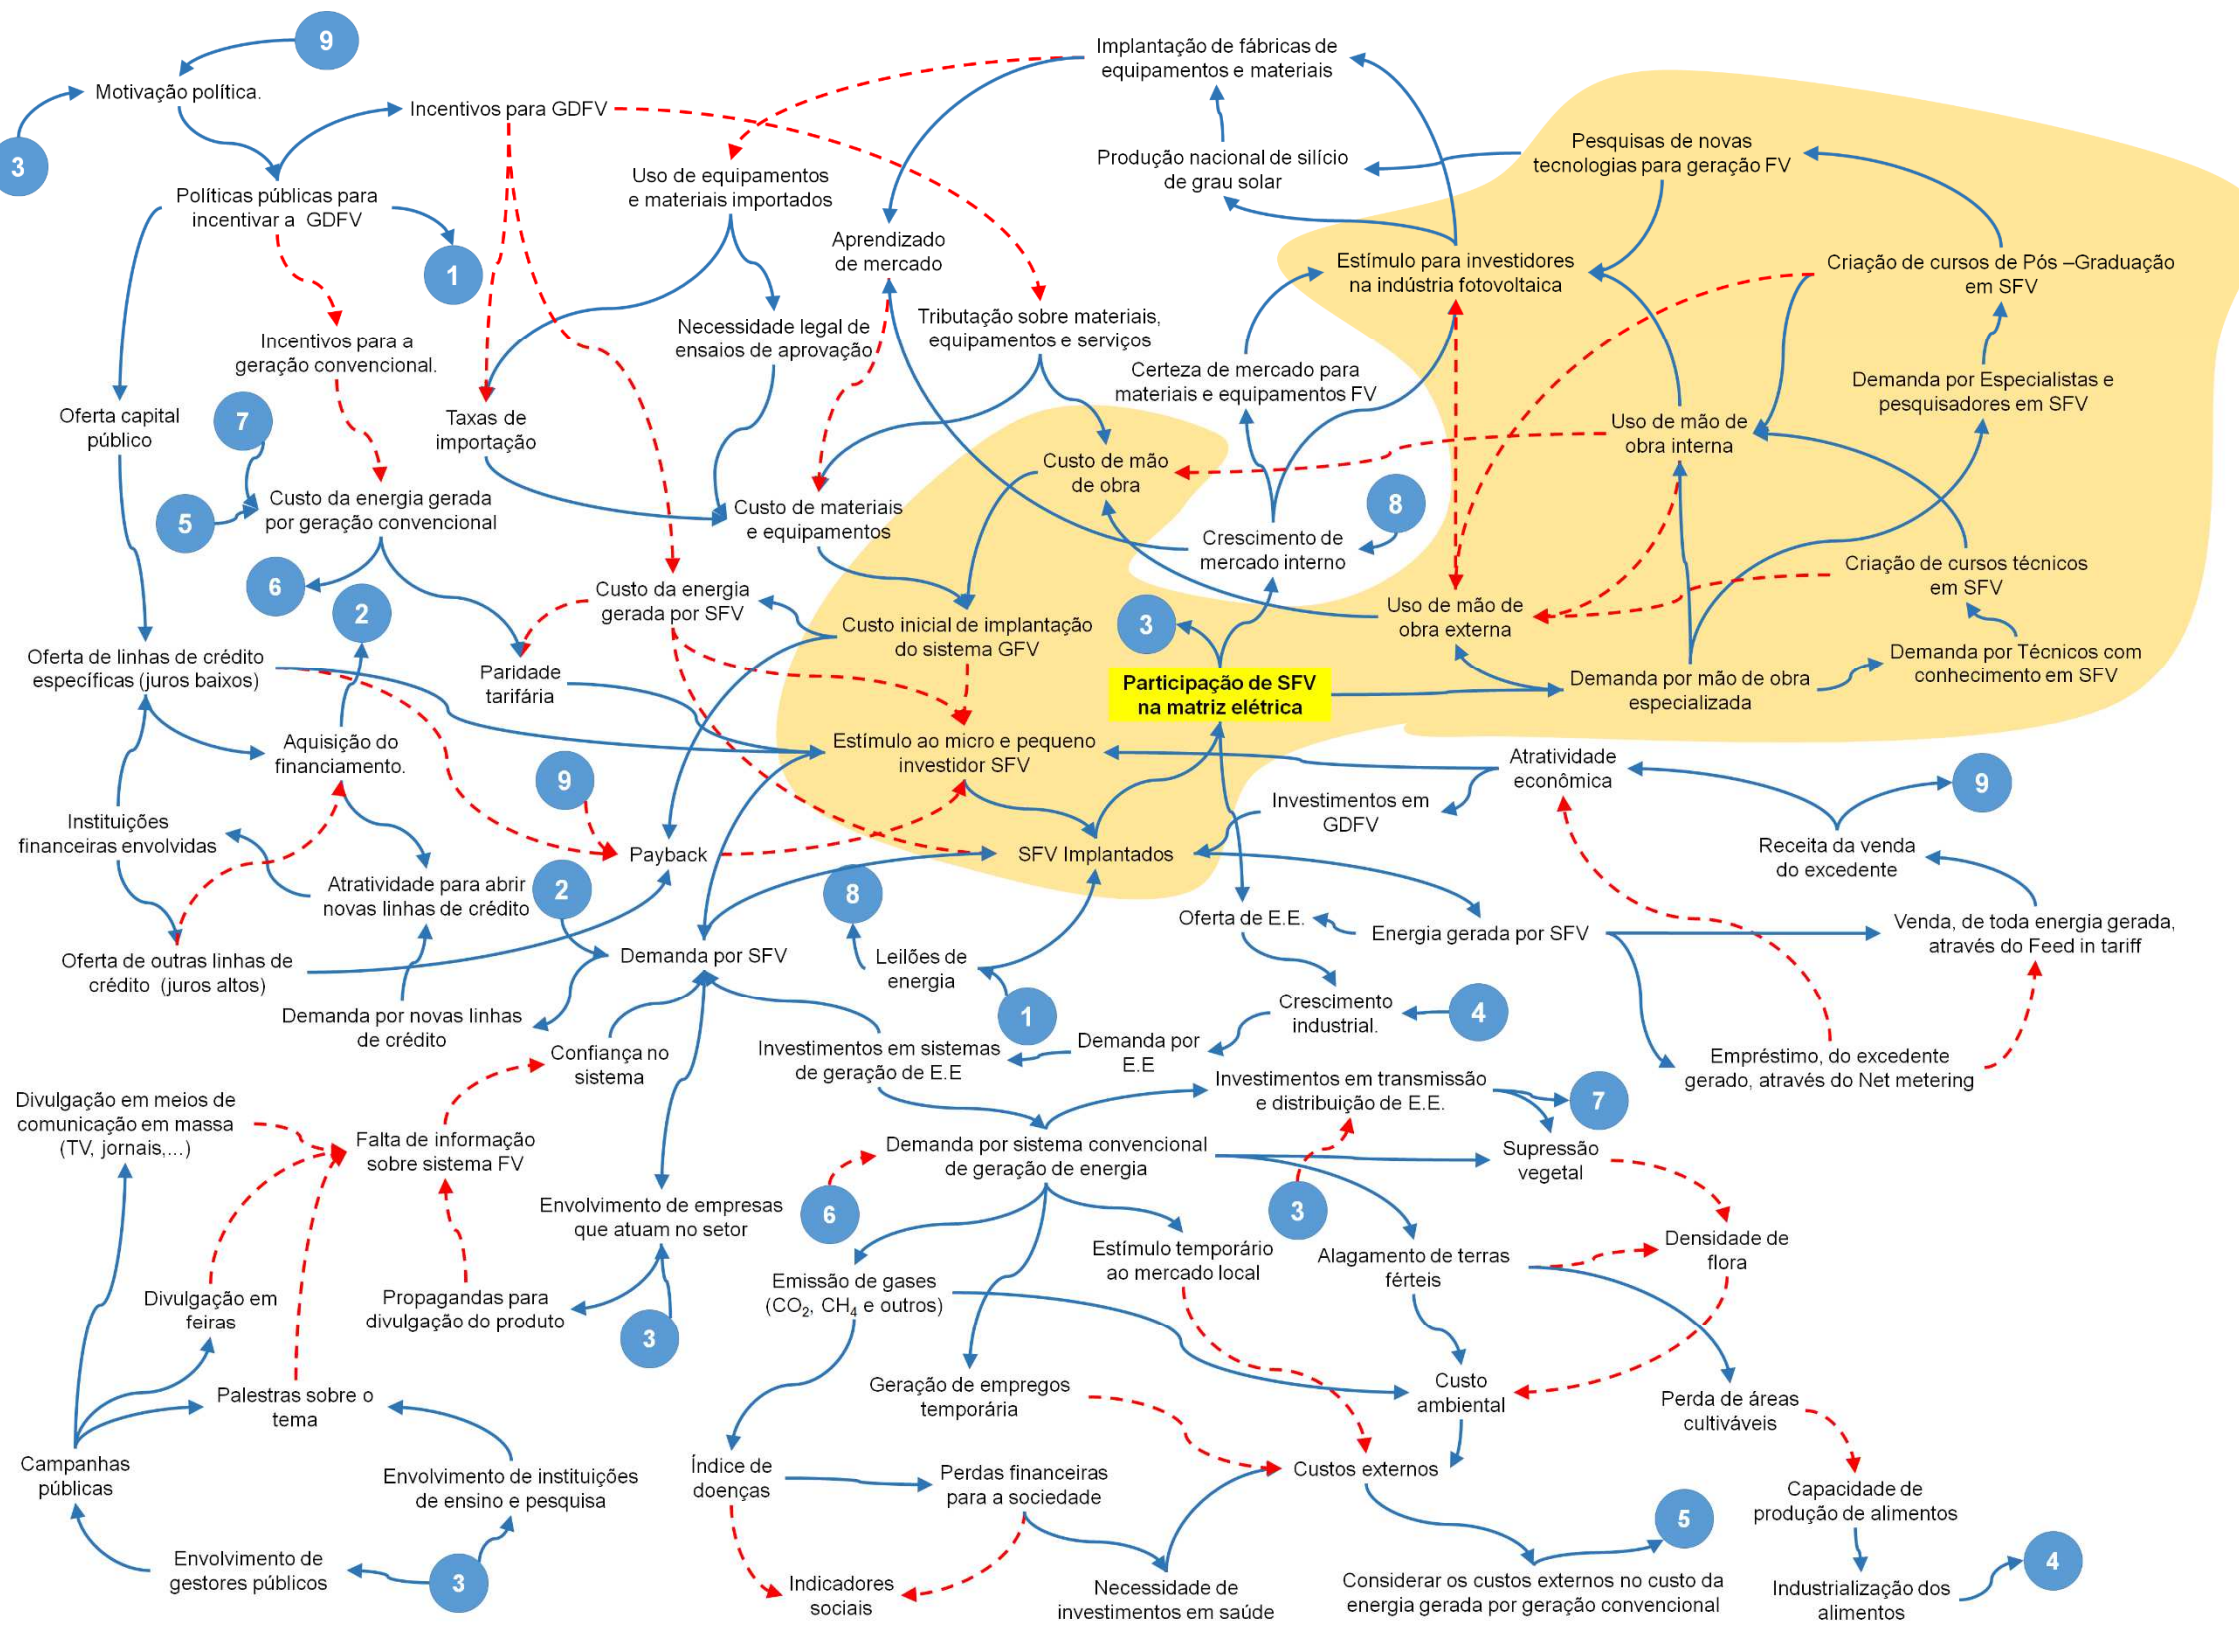 9
Motivação política.
3
Incentivos para GDFV
Políticas públicas para
incentivar a GDFV
1
Incentivos para a
geração convencional.
Oferta capital
público
7
5
Custo da energia gerada
por geração convencional
6
2
Taxas de
importação
Uso de equipamentos
e materiais importados
Necessidade legal de
ensaios de aprovação
Implantação de fábricas de
equipamentos e materiais
Produção nacional de silício
de grau solar
Aprendizado
de mercado
Tributação sobre materiais,
equipamentos e serviços
Pesquisas de novas
tecnologias para geração FV
Estímulo para investidores
na indústria fotovoltaica
Criação de cursos de Pós –Graduação
em SFV
Certeza de mercado para
materiais e equipamentos FV
Demanda por Especialistas e
pesquisadores em SFV
Uso de mão de
obra interna
Custo de mão
de obra
Custo de materiais
e equipamentos
8
Crescimento de
mercado interno
Criação de cursos técnicos
em SFV
Custo da energia
gerada por SFV
Custo inicial de implantação
do sistema GFV
3
Uso de mão de
obra externa
Demanda por Técnicos com
conhecimento em SFV
Oferta de linhas de crédito
específicas (juros baixos)
Paridade
tarifária
Participação de SFV
na matriz elétrica
Demanda por mão de obra
especializada
Aquisição do
financiamento.
9
Estímulo ao micro e pequeno
investidor SFV
Atratividade
econômica
9
Investimentos em
GDFV
Instituições
financeiras envolvidas
Payback
SFV Implantados
Receita da venda
do excedente
Atratividade para abrir
novas linhas de crédito
2
8
Oferta de E.E.
Energia gerada por SFV
Venda, de toda energia gerada,
através do Feed in tariff
Oferta de outras linhas de
crédito (juros altos)
Demanda por SFV
Leilões de
energia
1
Crescimento
industrial.
4
Demanda por novas linhas
de crédito
Confiança no
sistema
Investimentos em sistemas
de geração de E.E
Demanda por
E.E
Empréstimo, do excedente
gerado, através do Net metering
Divulgação em meios de
comunicação em massa
(TV, jornais,...)
Falta de informação
sobre sistema FV
Investimentos em transmissão
e distribuição de E.E.
7
Demanda por sistema convencional
de geração de energia
Supressão
vegetal
6
3
Envolvimento de empresas
que atuam no setor
Estímulo temporário
ao mercado local
Alagamento de terras
férteis
Densidade de
flora
Divulgação em
feiras
Propagandas para
divulgação do produto
3
Emissão de gases
(CO2, CH4 e outros)
Palestras sobre o
tema
Geração de empregos
temporária
Custo
ambiental
Perda de áreas
cultiváveis
Campanhas
públicas
Envolvimento de instituições
de ensino e pesquisa
Índice de
doenças
Perdas financeiras
para a sociedade
Custos externos
Capacidade de
produção de alimentos
5
Envolvimento de
gestores públicos
3
Indicadores
sociais
Necessidade de
investimentos em saúde
Considerar os custos externos no custo da
energia gerada por geração convencional
Industrialização dos
alimentos
4